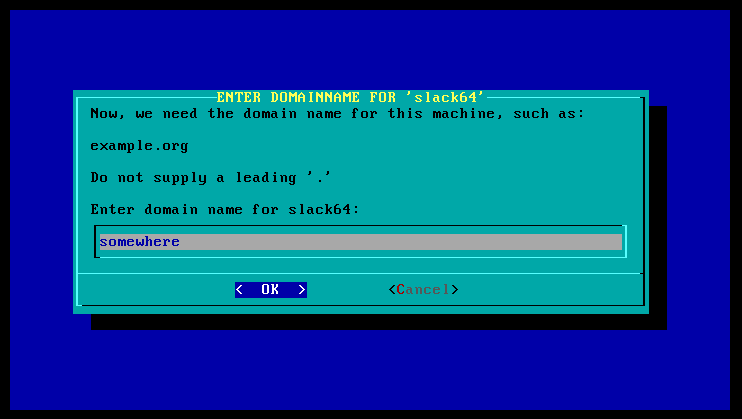 ENTER DOMAINNAME FOR 'slack64'
Now, we need the domain name for this machine, such as:
example.org
Do not supply a leading '.'
Enter domain name for slack64:
somewhere
< OK > <Cancel>